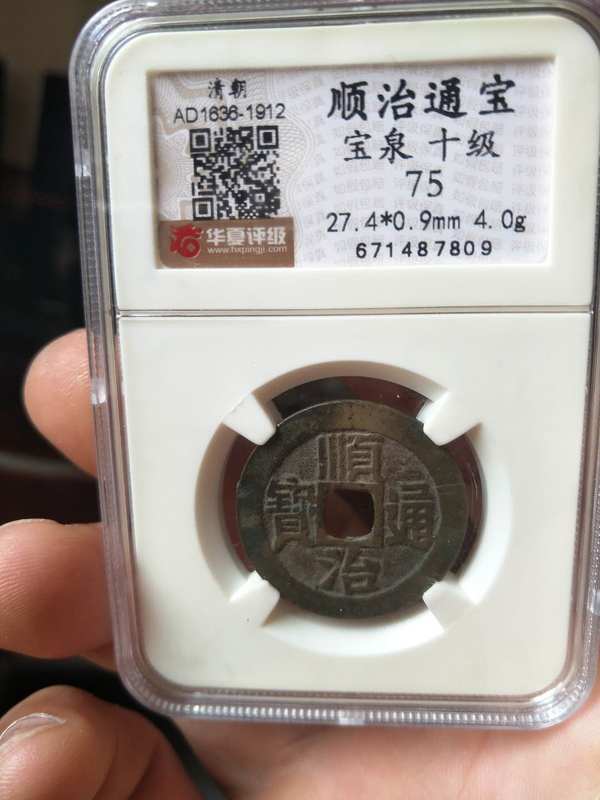 清朝
AD1636-1912
华夏评级
www.hxpingji.com
顺治通宝
宝泉 十级
75
27.4*0.9mm 4.0g
671487809
順
寶 通
治